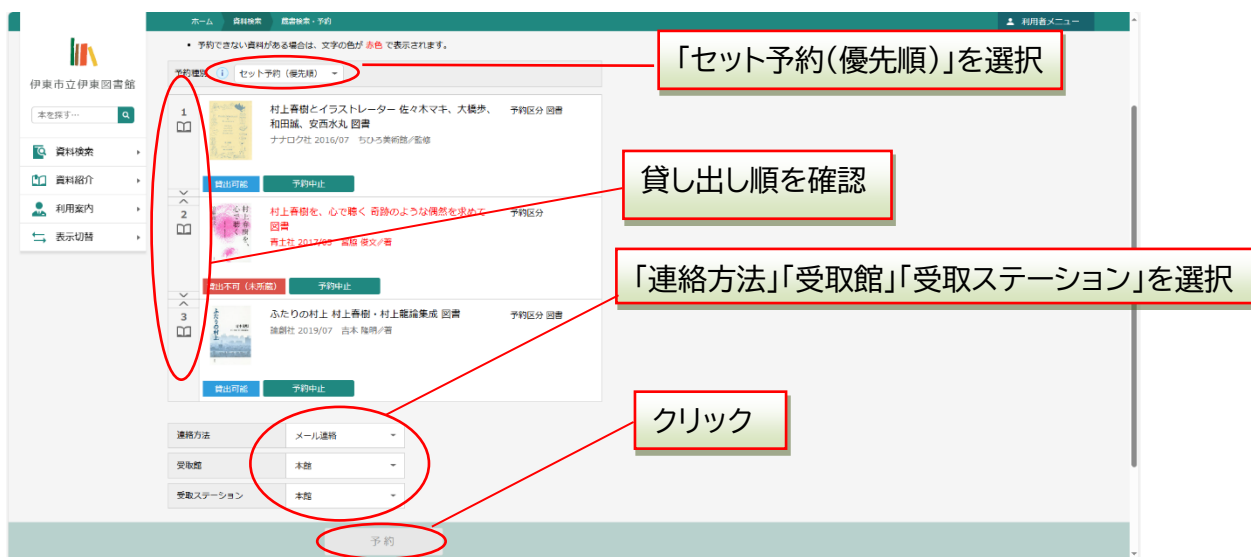 ホーム 資料検索 蔵書検索・予約
利用者メニュー
伊東市立伊東図書館
本を探す…
資料検索
資料紹介
利用案内
表示切替
• 予約できない資料がある場合は、文字の色が 赤色 で表示されます。
予約種別 セット予約（優先順）
「セット予約(優先順)」を選択
1
村上春樹とイラストレーター 佐々木マキ、大橋歩、
和田誠、安西水丸 図書
ナナロク社 2016/07 ちひろ美術館/監修
予約区分 図書
貸出可能 予約中止
貸し出し順を確認
2
村上春樹を、心で聴く 奇跡のような偶然を求めて
図書
青土社 2017/05
優文/著
予約区分
貸出不可（未所蔵） 予約中止
「連絡方法」「受取館」「受取ステーション」を選択
3
ふたりの村上 村上春樹・村上龍論集成 図書
論創社 2019/07 吉本 隆明/著
予約区分 図書
貸出可能 予約中止
クリック
連絡方法 メール連絡
受取館 本館
受取ステーション 本館
予約